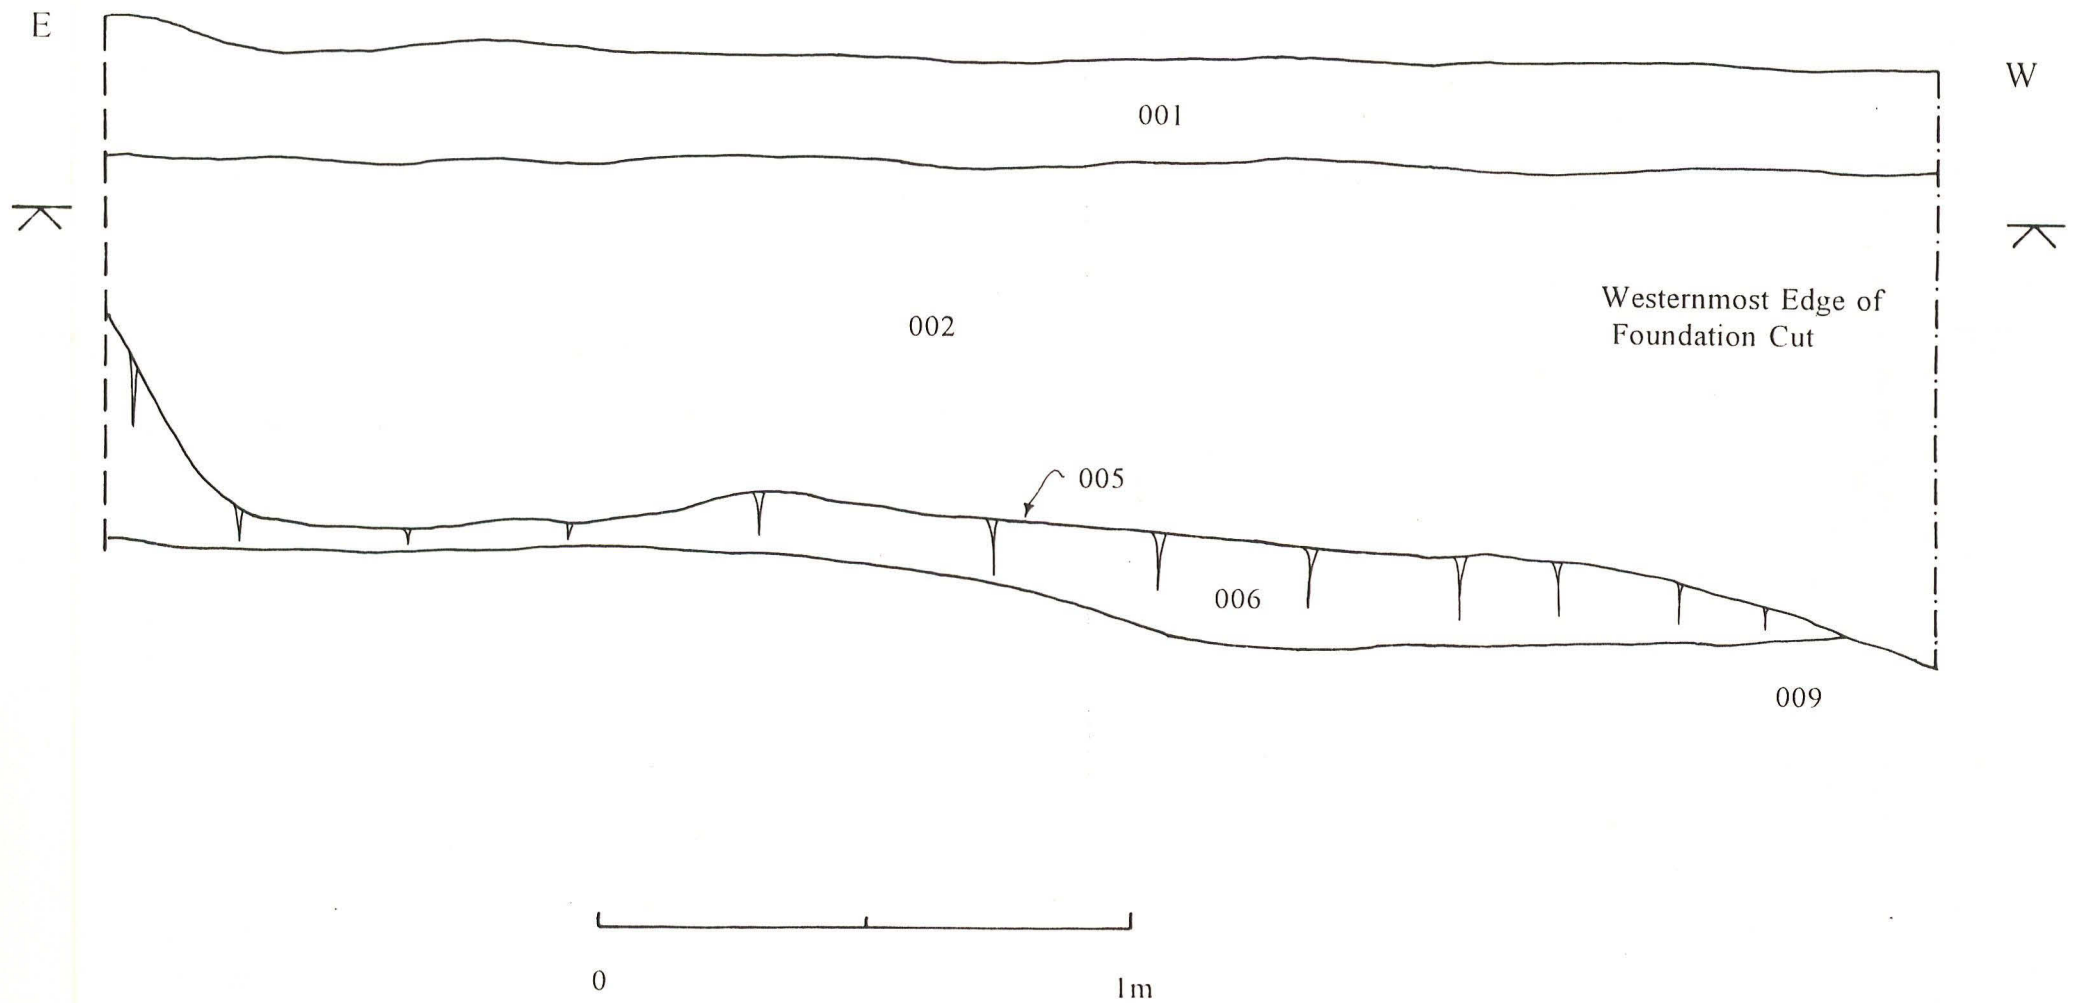 E
W
001
002
Westernmost Edge of
Foundation Cut
005
006
009
0
1m